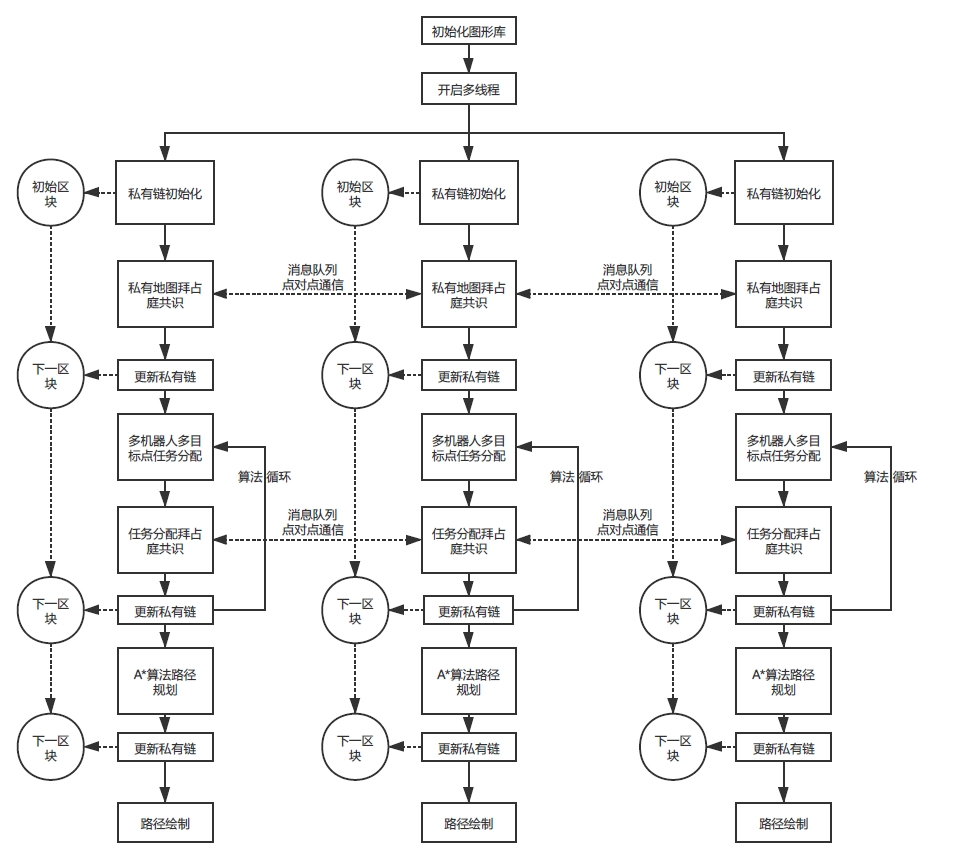 初始化图形库
开启多线程
初始区
块
私有链初始化
初始区
块
私有链初始化
初始区
块
私有链初始化
消息队列
点对点通信
消息队列
点对点通信
私有地图拜占
庭共识
私有地图拜占
庭共识
私有地图拜占
庭共识
下一区
块
更新私有链
下一区
块
更新私有链
下一区
块
更新私有链
多机器人多目
标点任务分配
多机器人多目
标点任务分配
多机器人多目
标点任务分配
算法循环
算法循环
算法循环
消息队列
点对点通信
消息队列
点对点通信
任务分配拜占
庭共识
任务分配拜占
庭共识
任务分配拜占
庭共识
下一区
块
更新私有链
下一区
块
更新私有链
下一区
块
更新私有链
A*算法路径
规划
A*算法路径
规划
A*算法路径
规划
下一区
块
更新私有链
下一区
块
更新私有链
下一区
块
更新私有链
路径绘制
路径绘制
路径绘制